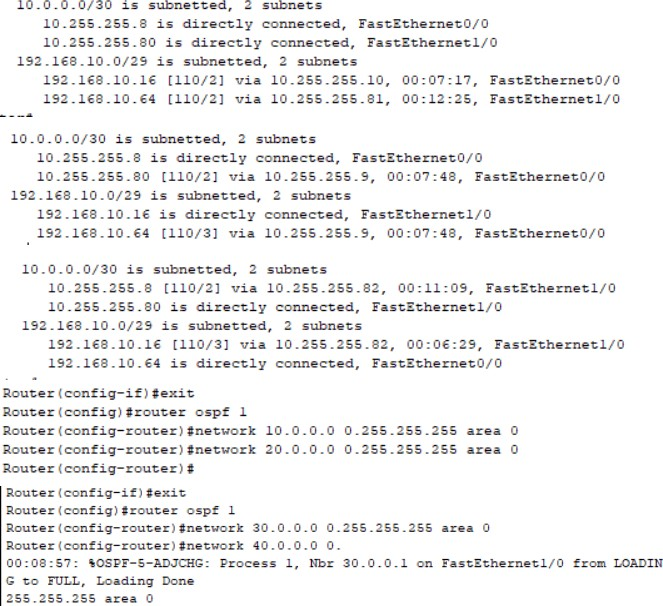 10.0.0.0/30 is subnetted, 2 subnets
10.255.255.8 is directly connected, FastEthernet0/0
10.255.255.80 is directly connected, FastEthernet1/0
192.168.10.0/29 is subnetted, 2 subnets
192.168.10.16 [110/2] via 10.255.255.10, 00:07:17, FastEthernet0/0
192.168.10.64 [110/2] via 10.255.255.81, 00:12:25, FastEthernet1/0
10.0.0.0/30 is subnetted, 2 subnets
10.255.255.8 is directly connected, FastEthernet0/0
10.255.255.80 [110/2] via 10.255.255.9, 00:07:48, FastEthernet0/0
192.168.10.0/29 is subnetted, 2 subnets
192.168.10.16 is directly connected, FastEthernet1/0
192.168.10.64 [110/3] via 10.255.255.9, 00:07:48, FastEthernet0/0
10.0.0.0/30 is subnetted, 2 subnets
10.255.255.8 [110/2] via 10.255.255.82, 00:11:09, FastEthernet1/0
10.255.255.80 is directly connected, FastEthernet1/0
192.168.10.0/29 is subnetted, 2 subnets
192.168.10.16 [110/3] via 10.255.255.82, 00:06:29, FastEthernet1/0
192.168.10.64 is directly connected, FastEthernet0/0
Router(config-if)#exit
Router(config)#router ospf 1
Router(config-router)#network 10.0.0.0 0.255.255.255 area 0
Router(config-router)#network 20.0.0.0 0.255.255.255 area 0
Router(config-router)#
Router(config-if)#exit
Router(config)#router ospf 1
Router(config-router)#network 30.0.0.0 0.255.255.255 area 0
Router(config-router)#network 40.0.0.0 0.
00:08:57: %OSPF-5-ADJCHG: Process 1, Nbr 30.0.0.1 on FastEthernet1/0 from LOADIN
G to FULL, Loading Done
255.255.255 area 0